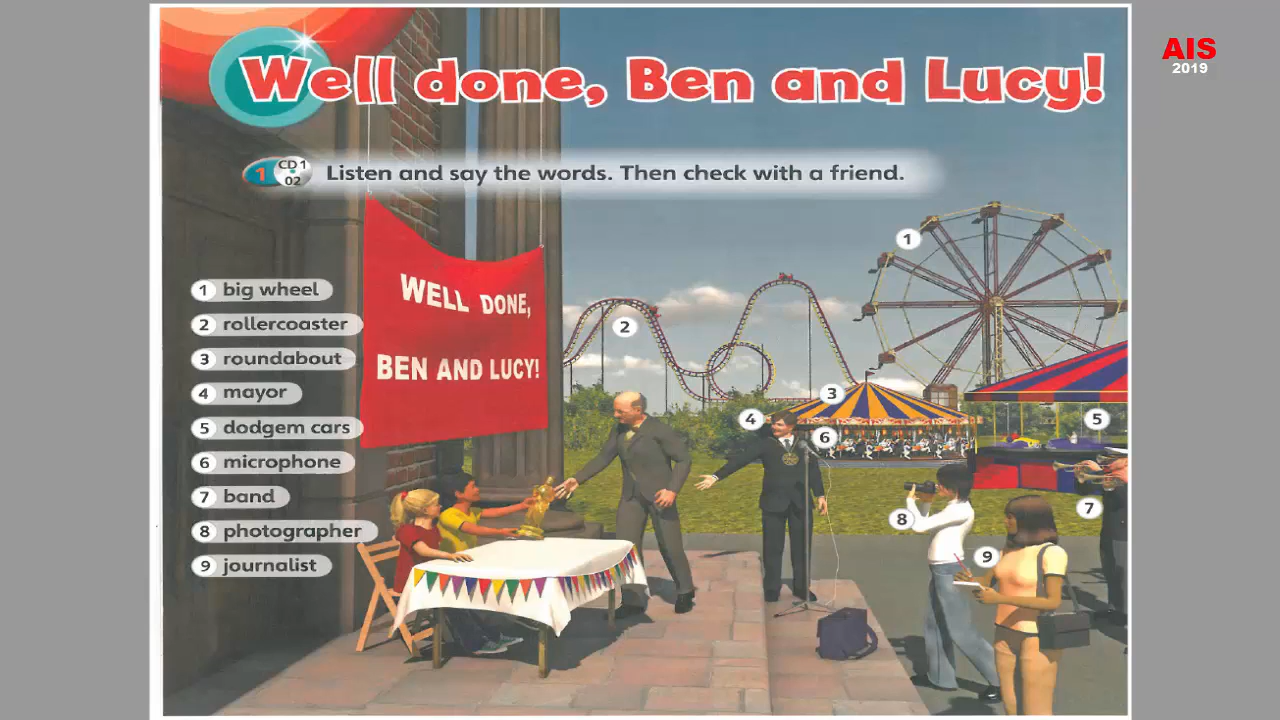 AIS
2019
Well done, Ben and Lucy!
1 CD 1 02 Listen and say the words. Then check with a friend.
WELL DONE,
BEN AND LUCY!
1 big wheel
2 rollercoaster
3 roundabout
4 mayor
5 dodgem cars
6 microphone
7 band
8 photographer
9 journalist
1
2
3
4
5
6
7
8
9